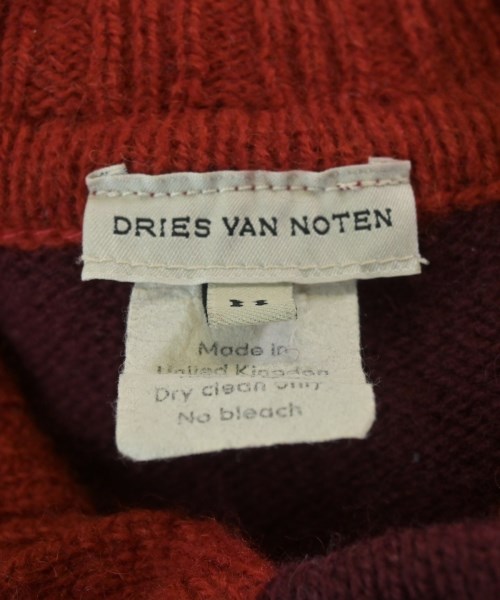 DRIES VAN NOTEN
Made in
United Kingdom
Dry clean only
No bleach